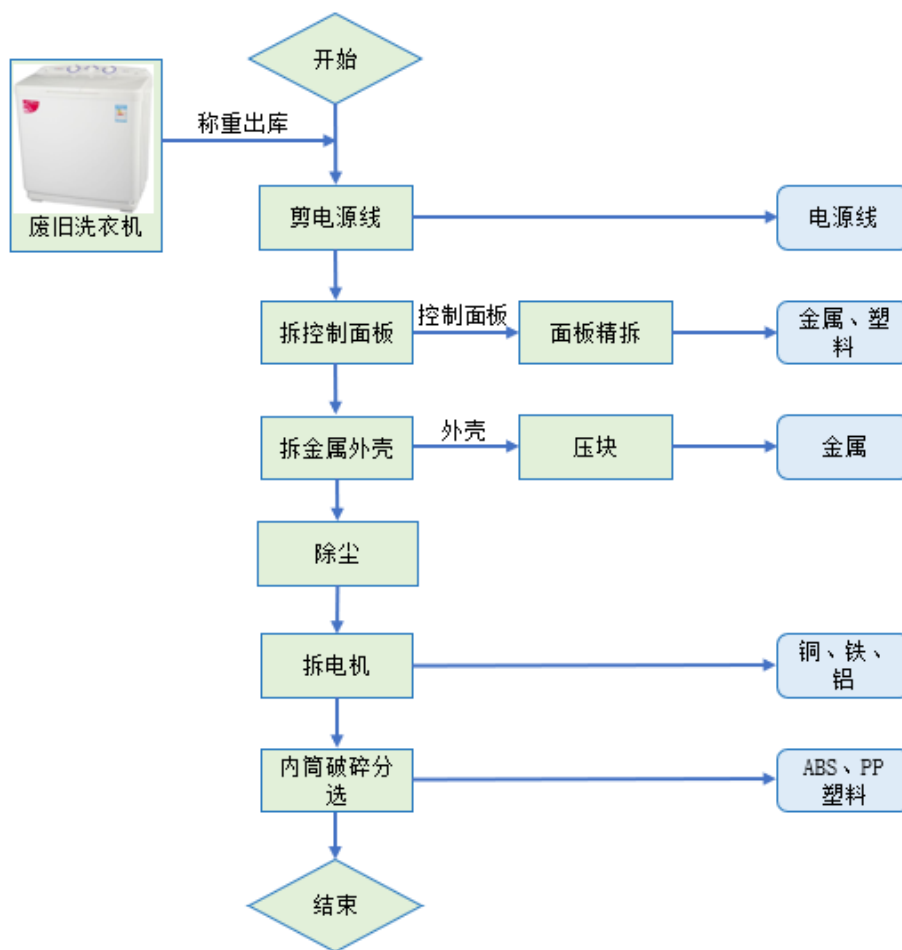 开始
称重出库
废旧洗衣机
剪电源线
电源线
拆控制面板
控制面板
面板精拆
金属、塑
料
拆金属外壳
外壳
压块
金属
除尘
拆电机
铜、铁、
铝
内筒破碎分
选
ABS、PP
塑料
结束